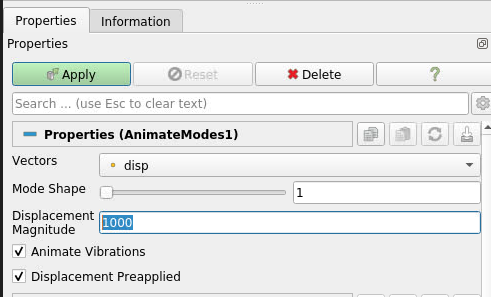 Properties Information
Properties
Apply Reset Delete ?
Search ... (use Esc to clear text)
Properties (AnimateModes1)
Vectors disp
Mode Shape 1
Displacement Magnitude 1000
Animate Vibrations
Displacement Preapplied